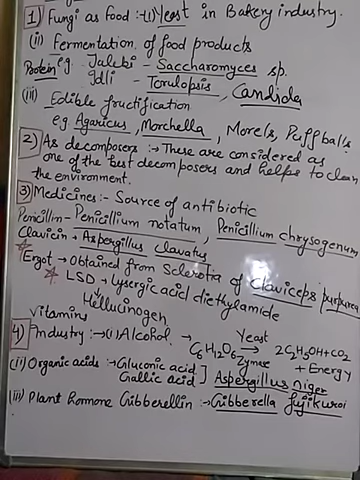 1) Fungi as food :- (i) Yeast in Bakery industry.
(ii) Fermentation of food products
Protein e.g. Jalebi - Saccharomyces sp.
Idli - Torulopsis, Candida
(iii) Edible fructification
e.g Agaricus, Morchella, Morels, Puffballs
2) As decomposers :→ These are considered as
one of the best decomposers and helps to clean
the environment.
3) Medicines :- Source of antibiotic
Penicillin - Penicillium notatum, Penicillium chrysogenum
Clavicin → Aspergillus clavatus
Ergot → Obtained from Sclerotia of Claviceps purpurea
LSD → lysergic acid diethylamide
Hellucinogen
Vitamins
4) Industry :→ (i) Alcohol → C6H12O6 Yeast Zymse → 2C2H5OH + CO2
+ Energy
(ii) Organic acids :→ Gluconic acid
Gallic acid ] Aspergillus niger
(iii) Plant Hormone Gibberellin :→ Gibberella fujikuroi